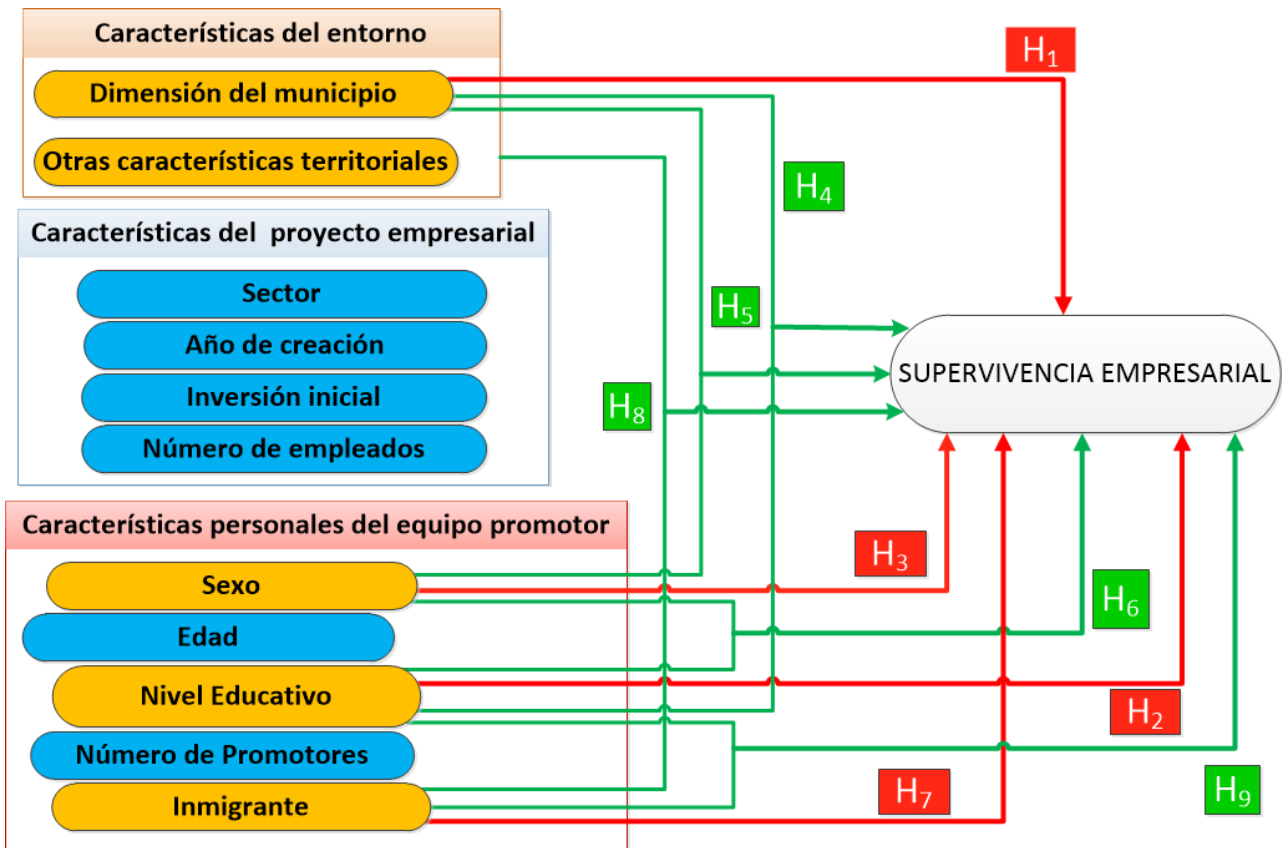 Características del entorno
Dimensión del municipio
Otras características territoriales
Características del proyecto empresarial
Sector
Año de creación
Inversión inicial
Número de empleados
Características personales del equipo promotor
Sexo
Edad
Nivel Educativo
Número de Promotores
Inmigrante
H1
H4
H5
H8
SUPERVIVENCIA EMPRESARIAL
H3
H6
H2
H7
H9